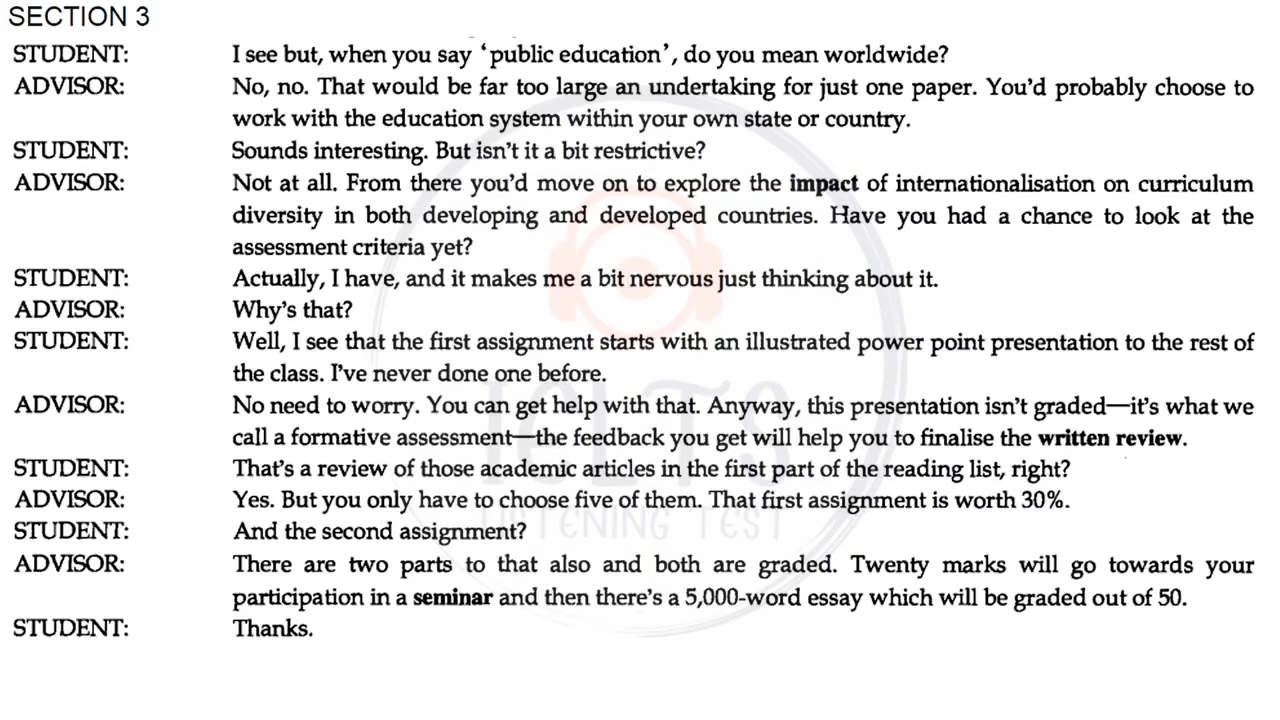 SECTION 3
STUDENT: I see but, when you say ‘public education’, do you mean worldwide?
ADVISOR: No, no. That would be far too large an undertaking for just one paper. You’d probably choose to
work with the education system within your own state or country.
STUDENT: Sounds interesting. But isn’t it a bit restrictive?
ADVISOR: Not at all. From there you’d move on to explore the impact of internationalisation on curriculum
diversity in both developing and developed countries. Have you had a chance to look at the
assessment criteria yet?
STUDENT: Actually, I have, and it makes me a bit nervous just thinking about it.
ADVISOR: Why’s that?
STUDENT: Well, I see that the first assignment starts with an illustrated power point presentation to the rest of
the class. I’ve never done one before.
ADVISOR: No need to worry. You can get help with that. Anyway, this presentation isn’t graded—it’s what we
call a formative assessment—the feedback you get will help you to finalise the written review.
STUDENT: That’s a review of those academic articles in the first part of the reading list, right?
ADVISOR: Yes. But you only have to choose five of them. That first assignment is worth 30%.
STUDENT: And the second assignment?
ADVISOR: There are two parts to that also and both are graded. Twenty marks will go towards your
participation in a seminar and then there’s a 5,000-word essay which will be graded out of 50.
STUDENT: Thanks.
IELTS
LISTENING TEST